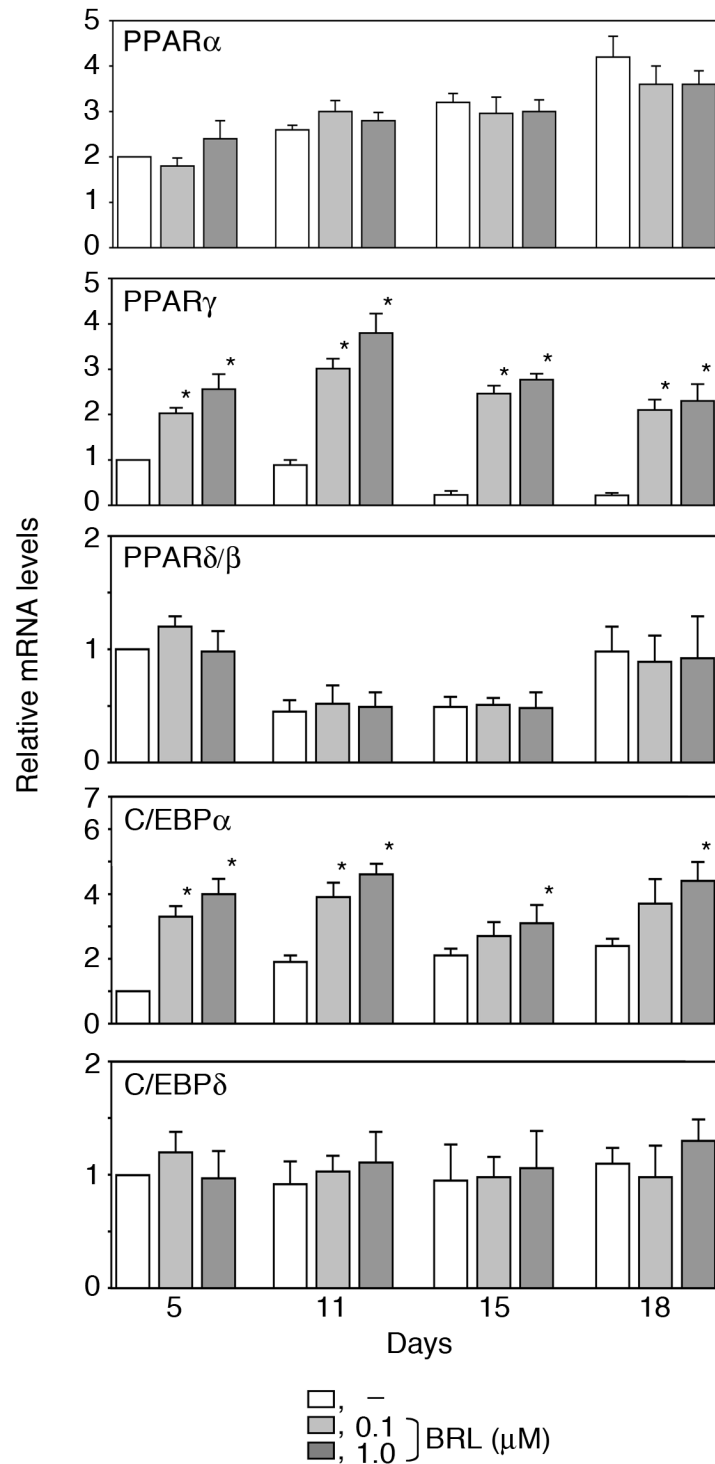 PPARα
5
4
3
2
1
0
PPARγ
5
4
3
2
1
0
* * * * * * * *
PPARδ/β
2
1
0
C/EBPα
7
6
4
2
0
* * * * * *
C/EBPδ
2
1
0
Relative mRNA levels
5 11 15 18
Days
, –
, 0.1
, 1.0
BRL (μM)